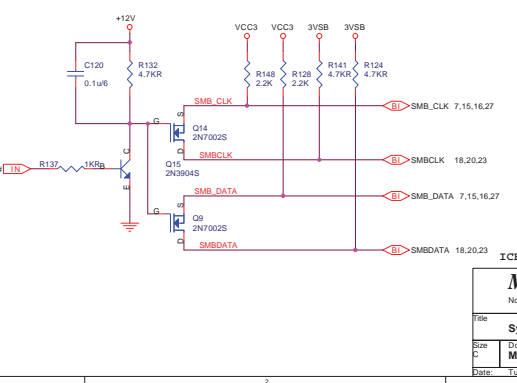 +12V
VCC3 VCC3 3VSB 3VSB
C120
0.1u/6
R132
4.7KR
R148
2.2K
R128
2.2K
R141
4.7KR
R124
4.7KR
SMB_CLK
BI SMB_CLK 7,15,16,27
S
G
Q14
2N7002S
D
SMBCLK
BI SMBCLK 18,20,23
C
IN R137 1KR B
Q15
2N3904S
E
SMB_DATA
BI SMB_DATA 7,15,16,27
S
G
Q9
2N7002S
D
SMBDATA
BI SMBDATA 18,20,23
Title
Size
C
Date:
2